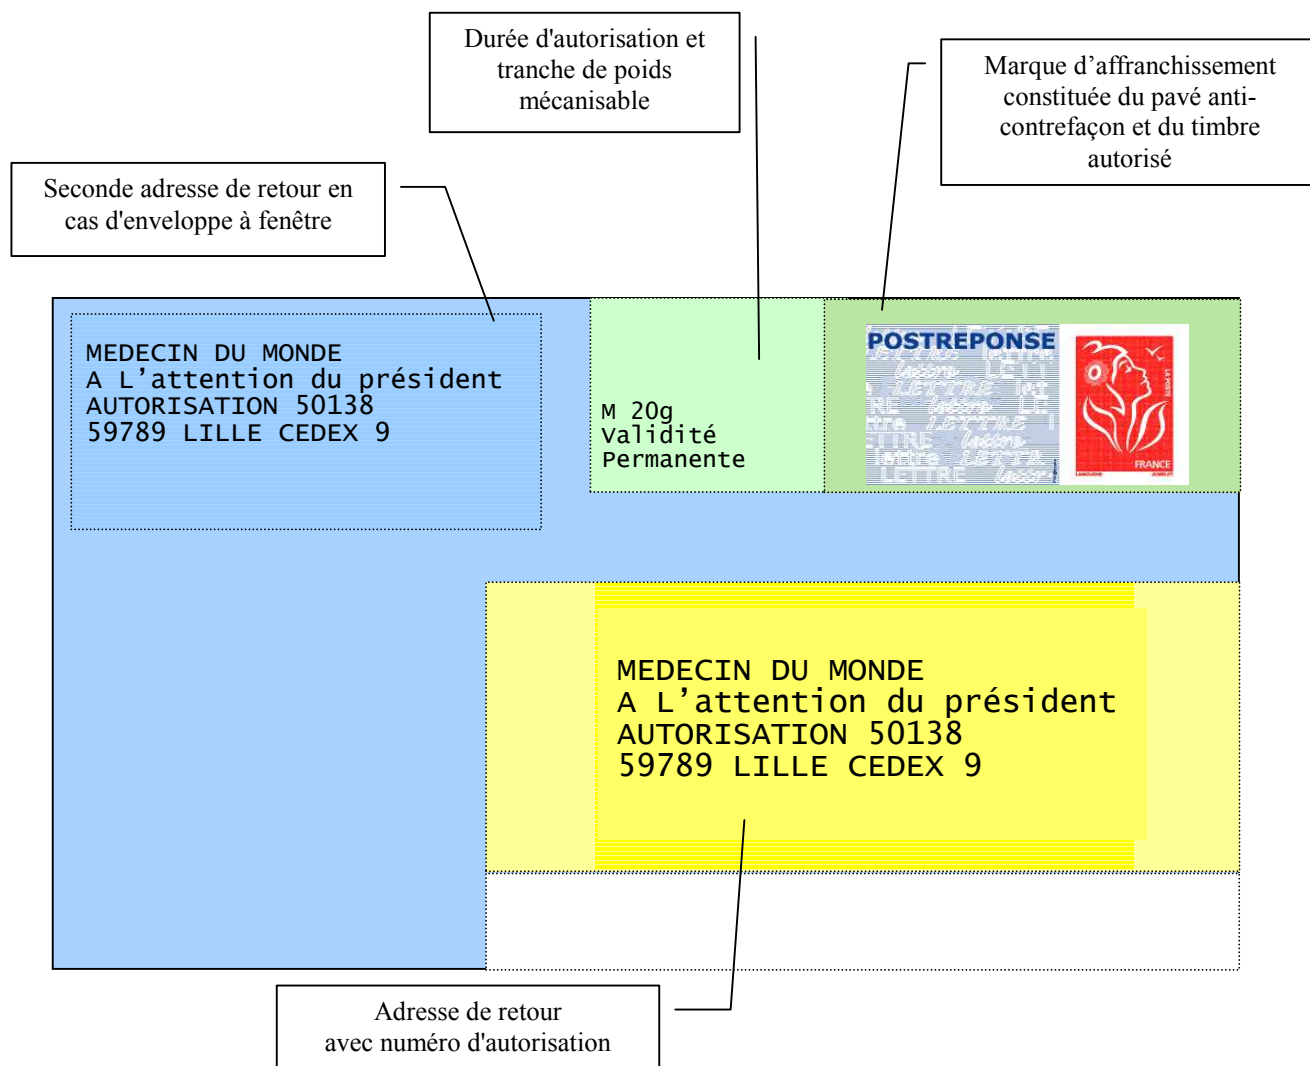 Durée d'autorisation et
tranche de poids
mécanisable
Marque d’affranchissement
constituée du pavé anti-
contrefaçon et du timbre
autorisé
Seconde adresse de retour en
cas d'enveloppe à fenêtre
MEDECIN DU MONDE
A L’attention du président
AUTORISATION 50138
59789 LILLE CEDEX 9
M 20g
Validité
Permanente
POSTREPONSE
LETTRE
LA POSTE
FRANCE
MEDECIN DU MONDE
A L’attention du président
AUTORISATION 50138
59789 LILLE CEDEX 9
Adresse de retour
avec numéro d'autorisation